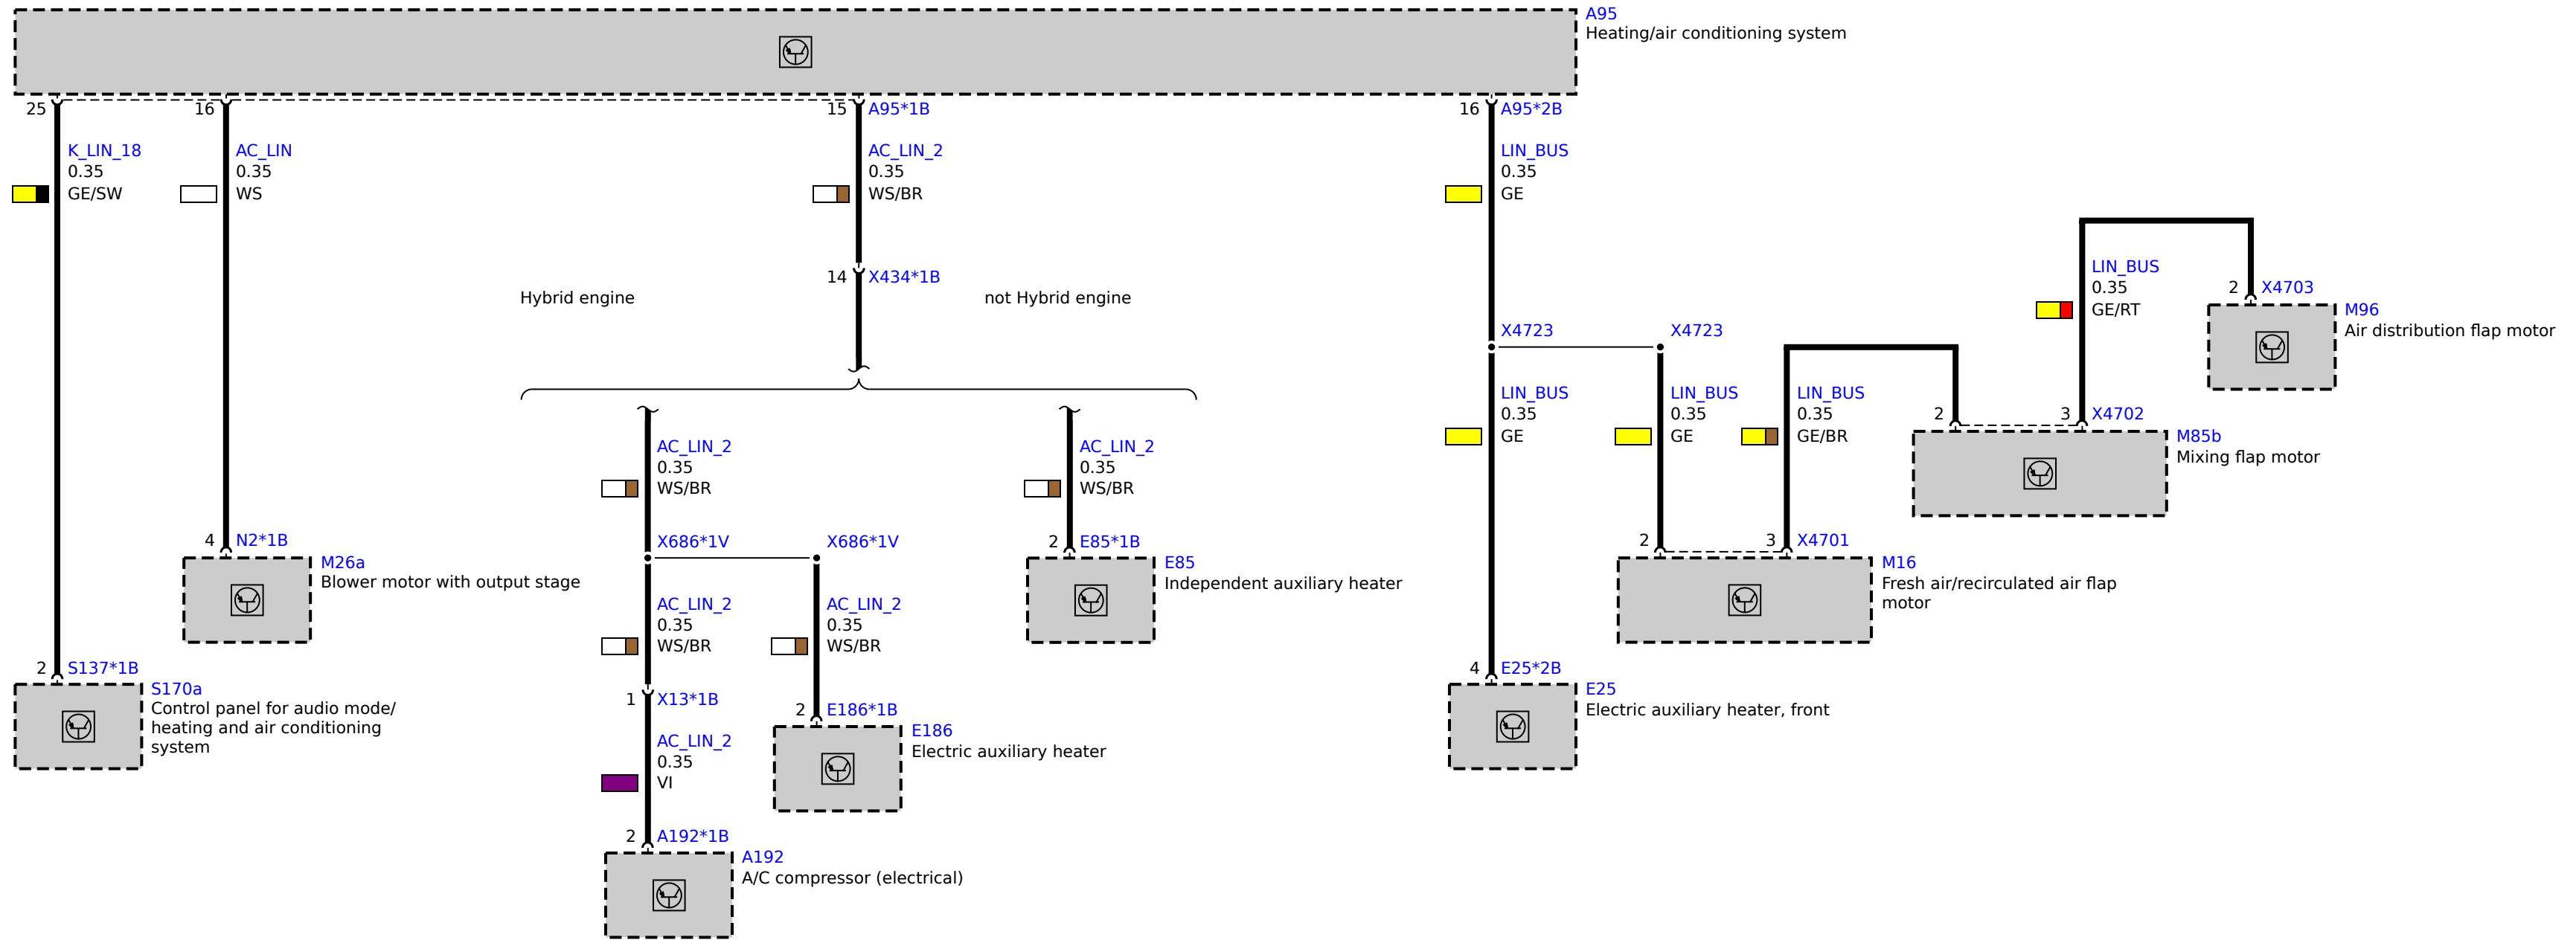 A95
Heating/air conditioning system
25
16
15
A95*1B
16
A95*2B
K_LIN_18
0.35
GE/SW
AC_LIN
0.35
WS
AC_LIN_2
0.35
WS/BR
LIN_BUS
0.35
GE
14
X434*1B
Hybrid engine
not Hybrid engine
LIN_BUS
0.35
GE/RT
2
X4703
M96
Air distribution flap motor
X4723
X4723
LIN_BUS
0.35
GE
LIN_BUS
0.35
GE
LIN_BUS
0.35
GE/BR
2
3
X4702
M85b
Mixing flap motor
AC_LIN_2
0.35
WS/BR
AC_LIN_2
0.35
WS/BR
4
N2*1B
M26a
Blower motor with output stage
X686*1V
X686*1V
2
E85*1B
E85
Independent auxiliary heater
2
3
X4701
M16
Fresh air/recirculated air flap
motor
AC_LIN_2
0.35
WS/BR
AC_LIN_2
0.35
WS/BR
2
S137*1B
S170a
Control panel for audio mode/
heating and air conditioning
system
1
X13*1B
2
E186*1B
E186
Electric auxiliary heater
4
E25*2B
E25
Electric auxiliary heater, front
AC_LIN_2
0.35
VI
2
A192*1B
A192
A/C compressor (electrical)